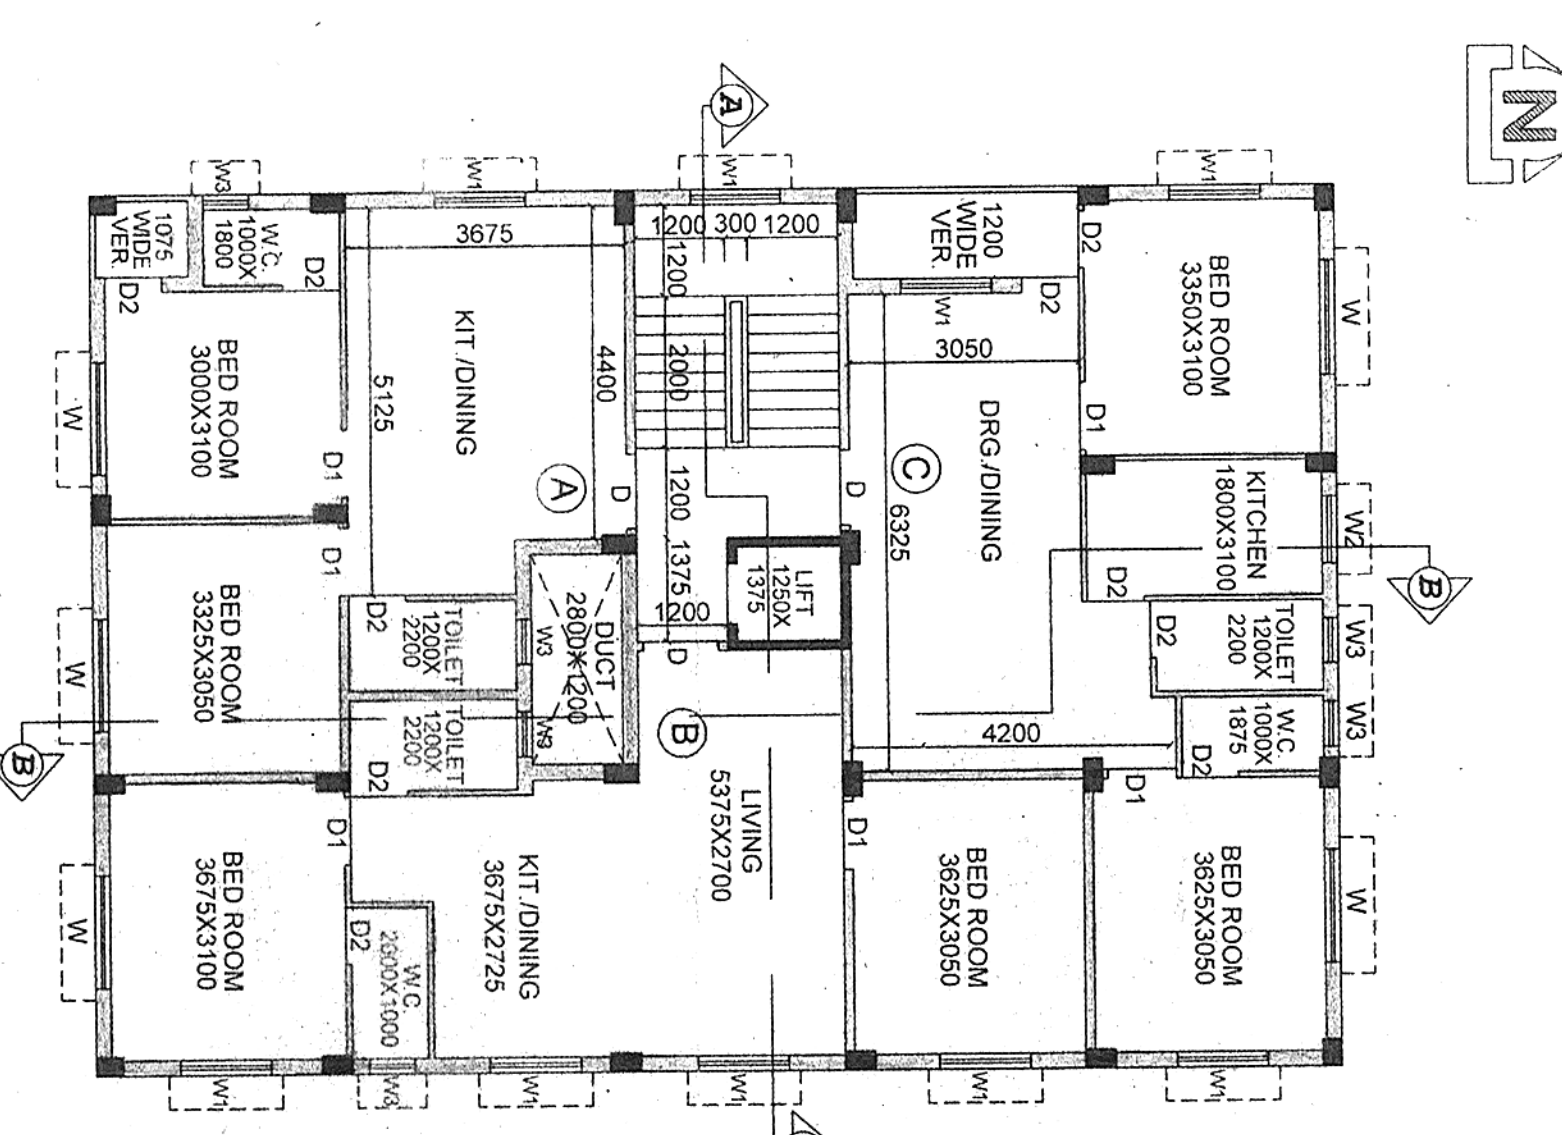 N
A
W3
W1
W1
W1
1075
WIDE
VER.
W.C.
1000X
1800
D2
D2
3675
1200 300 1200
1200
1200
WIDE
VER.
D2
D2
W1
BED ROOM
3350X3100
W
BED ROOM
3000X3100
W
D1
5125
KIT./DINING
4400
2000
3050
DRG./DINING
D1
A
D
1200
D
C
6325
KITCHEN
1800X3100
W2
B
D2
D1
BED ROOM
3325X3050
W
D2
TOILET
1200X
2200
W3
DUCT
2800X1200
1375
1200
LIFT
1250X
1375
D
D2
TOILET
1200X
2200
W3
B
D2
TOILET
1200X
2200
W3
B
4200
D2
W.C.
1000X
1875
W3
D1
BED ROOM
3675X3100
W
D1
KIT./DINING
3675X2725
LIVING
5375X2700
D1
BED ROOM
3625X3050
BED ROOM
3625X3050
W
D2
W.C.
2000X1000
W1
W3
W1
W1
W1
W1